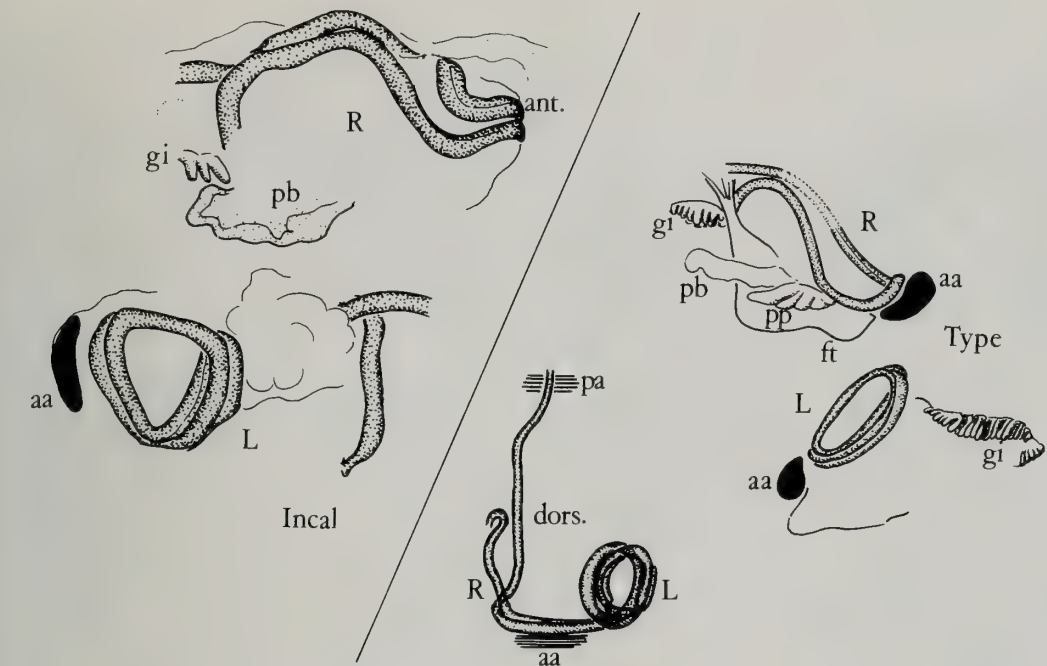 R
ant.
gi
pb
aa
L
Incal
gi
R
pb
pp
aa
ft
Type
L
gi
aa
pa
dors.
R
L
aa